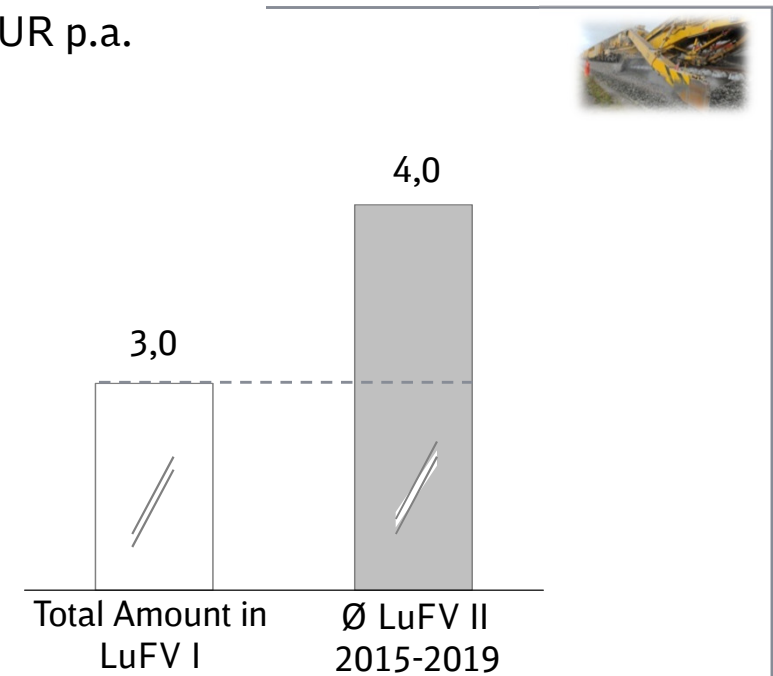 UR p.a.
4,0
3,0
Total Amount in
LuFV I
Ø LuFV II
2015-2019